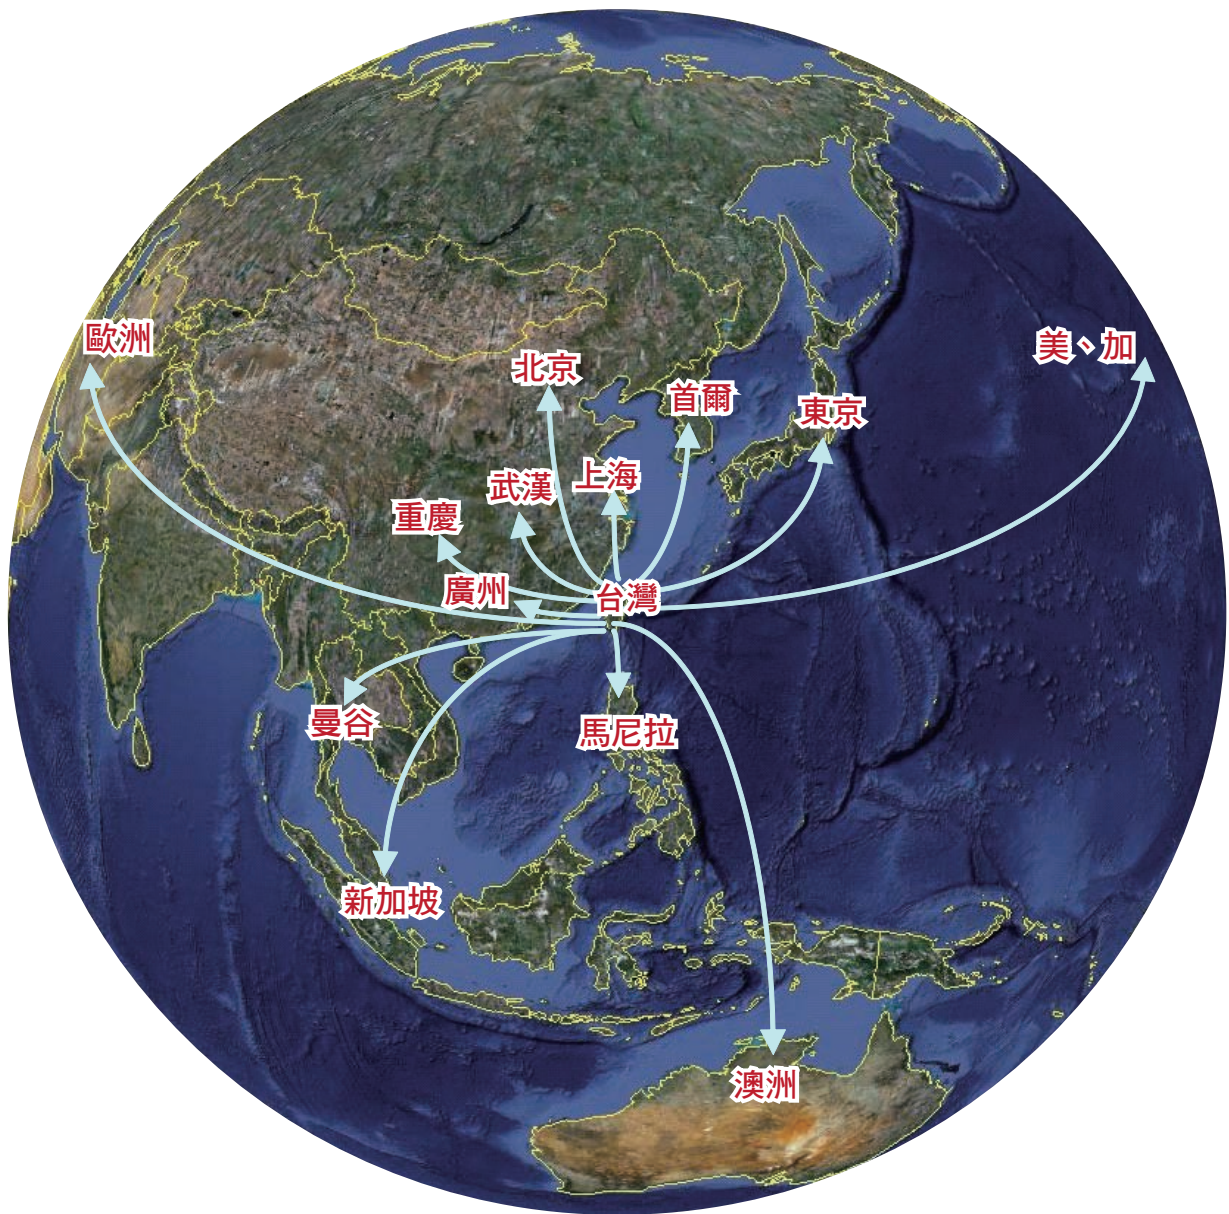 歐洲
美、加
北京
首爾
東京
上海
武漢
重慶
廣州
台灣
曼谷
馬尼拉
新加坡
澳洲